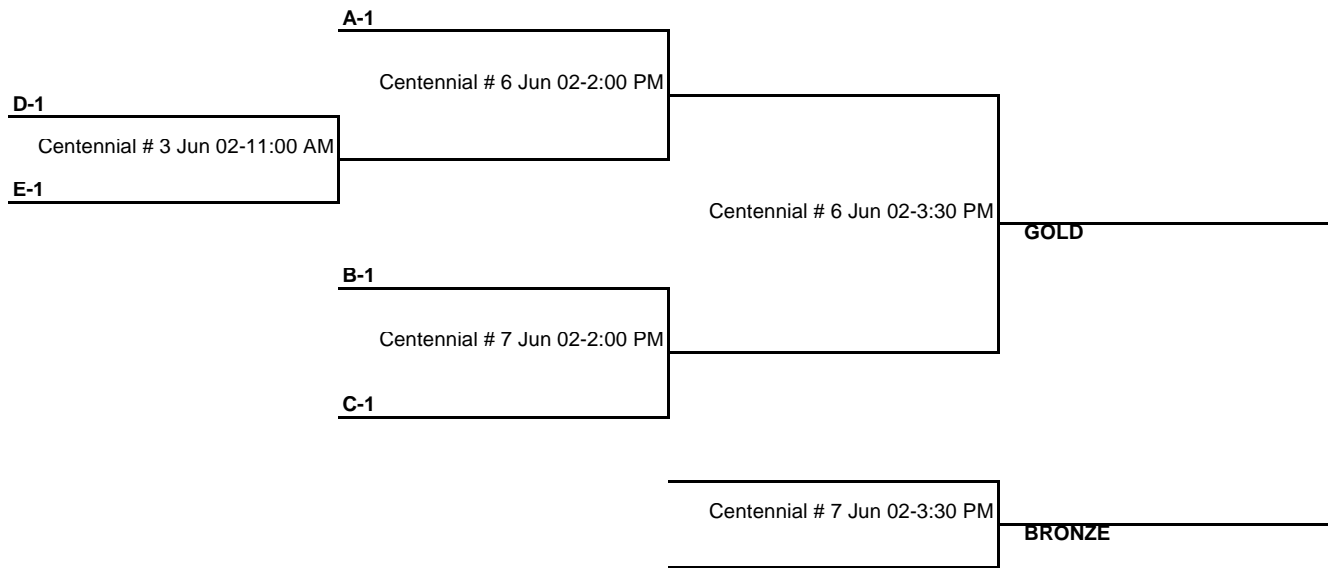 A-1
Centennial # 6 Jun 02-2:00 PM
D-1
Centennial # 3 Jun 02-11:00 AM
E-1
Centennial # 6 Jun 02-3:30 PM
GOLD
B-1
Centennial # 7 Jun 02-2:00 PM
C-1
Centennial # 7 Jun 02-3:30 PM
BRONZE